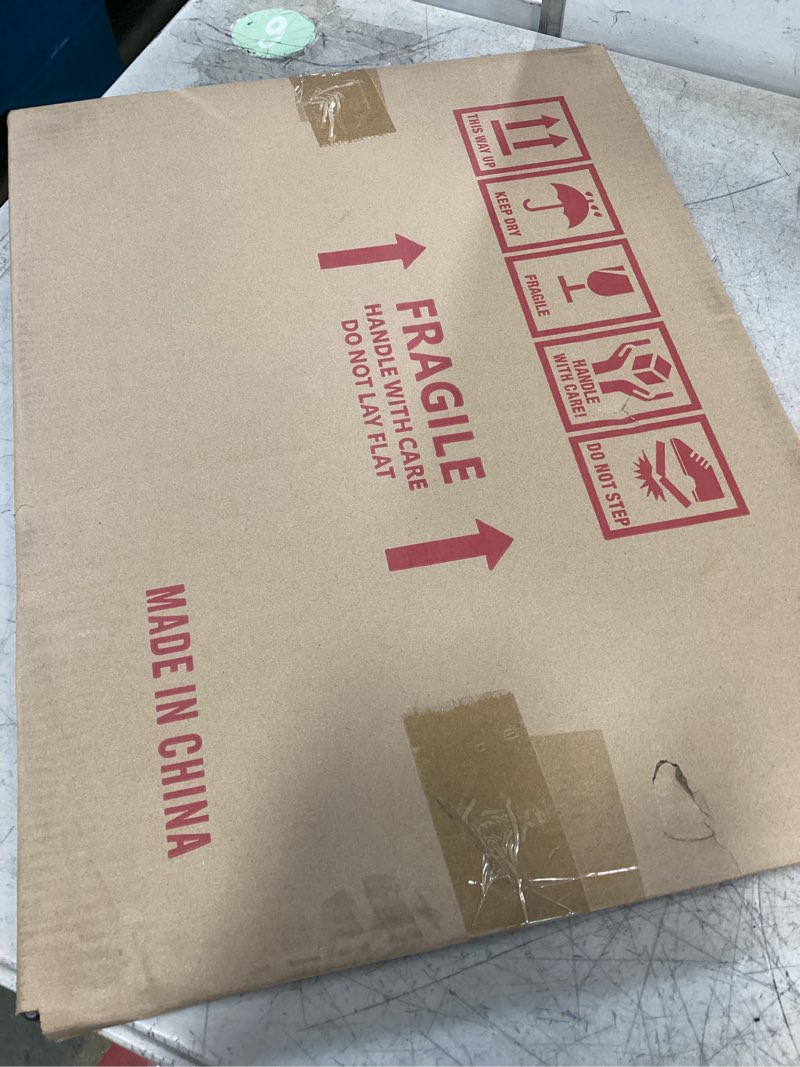 THIS WAY UP
KEEP DRY
FRAGILE
HANDLE
WITH CARE!
DO NOT STEP
FRAGILE
HANDLE WITH CARE
DO NOT LAY FLAT
MADE IN CHINA
9